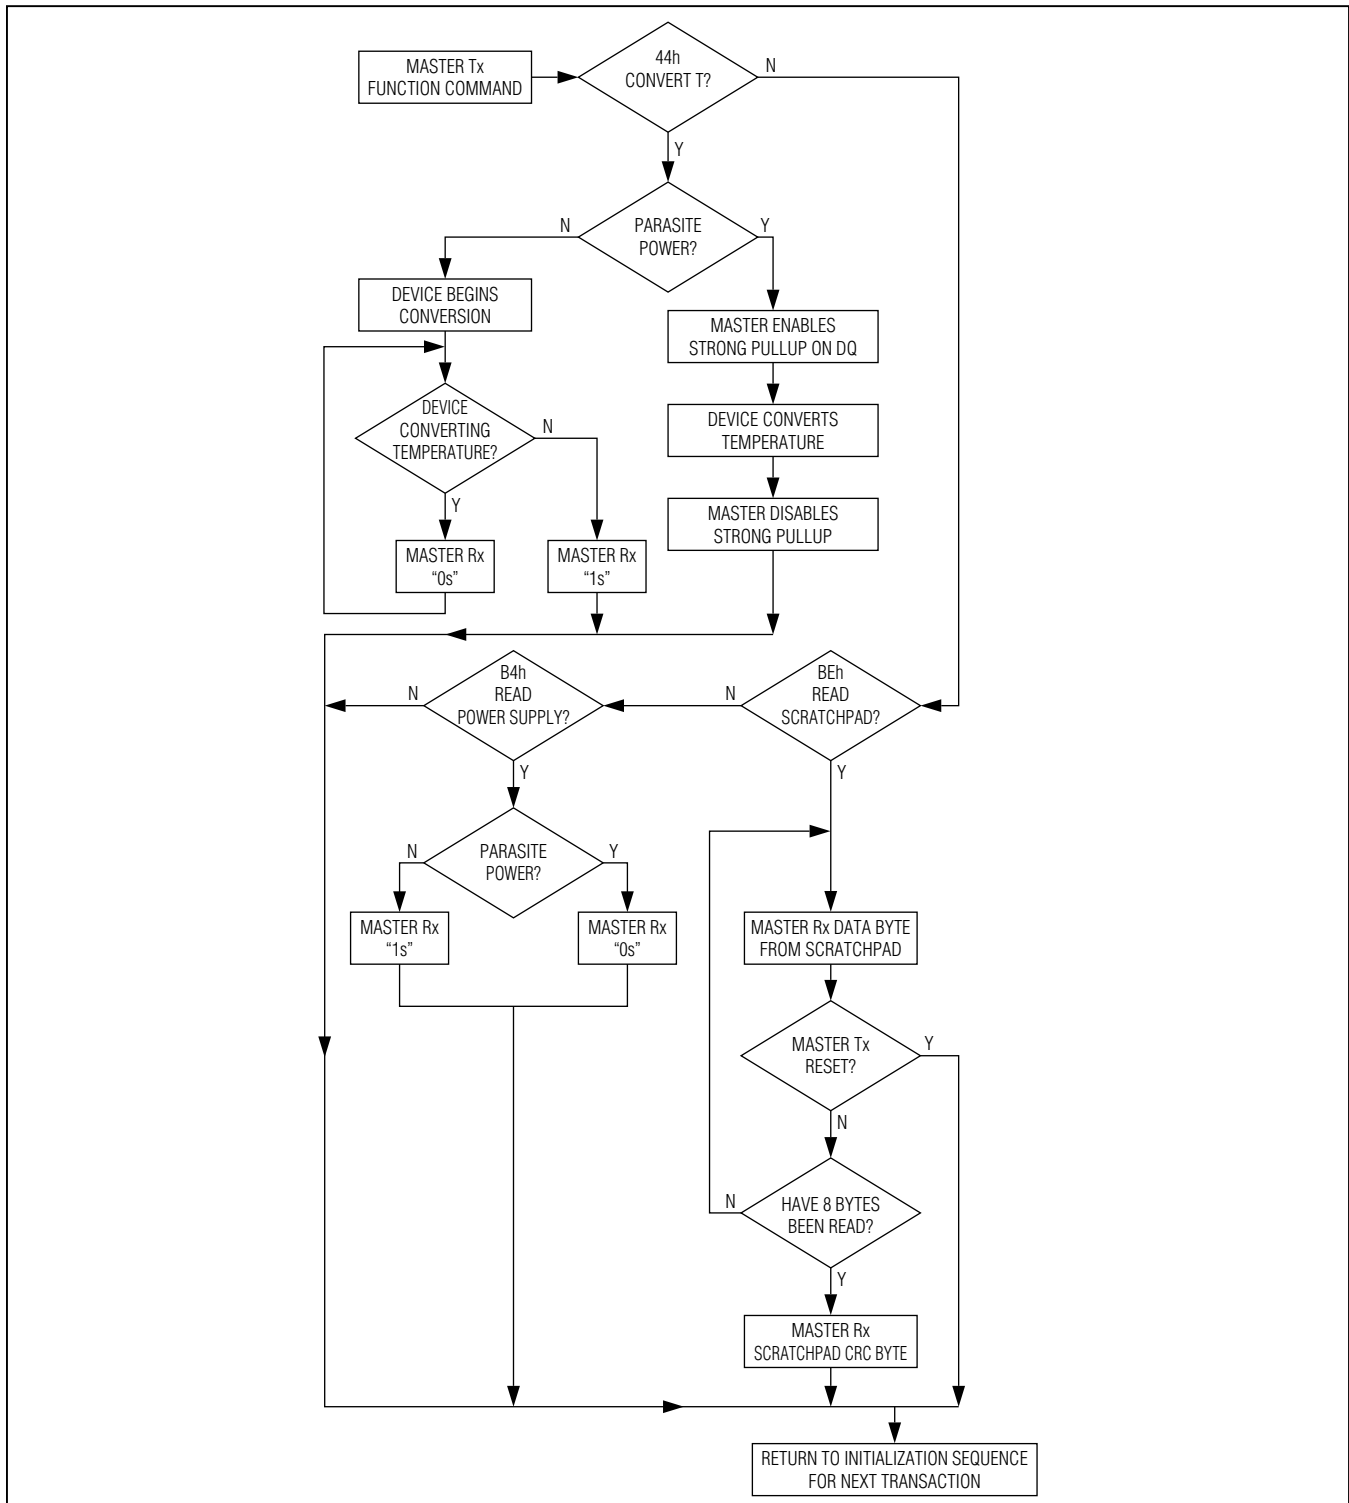 MASTER Tx
FUNCTION COMMAND
44h
CONVERT T?
N
Y
PARASITE
POWER?
N
Y
DEVICE BEGINS
CONVERSION
MASTER ENABLES
STRONG PULLUP ON DQ
DEVICE
CONVERTING
TEMPERATURE?
N
Y
DEVICE CONVERTS
TEMPERATURE
MASTER DISABLES
STRONG PULLUP
MASTER Rx
“0s”
MASTER Rx
“1s”
B4h
READ
POWER SUPPLY?
N
Y
BEh
READ
SCRATCHPAD?
N
Y
PARASITE
POWER?
N
Y
MASTER Rx
“1s”
MASTER Rx
“0s”
MASTER Rx DATA BYTE
FROM SCRATCHPAD
MASTER Tx
RESET?
Y
N
HAVE 8 BYTES
BEEN READ?
N
Y
MASTER Rx
SCRATCHPAD CRC BYTE
RETURN TO INITIALIZATION SEQUENCE
FOR NEXT TRANSACTION